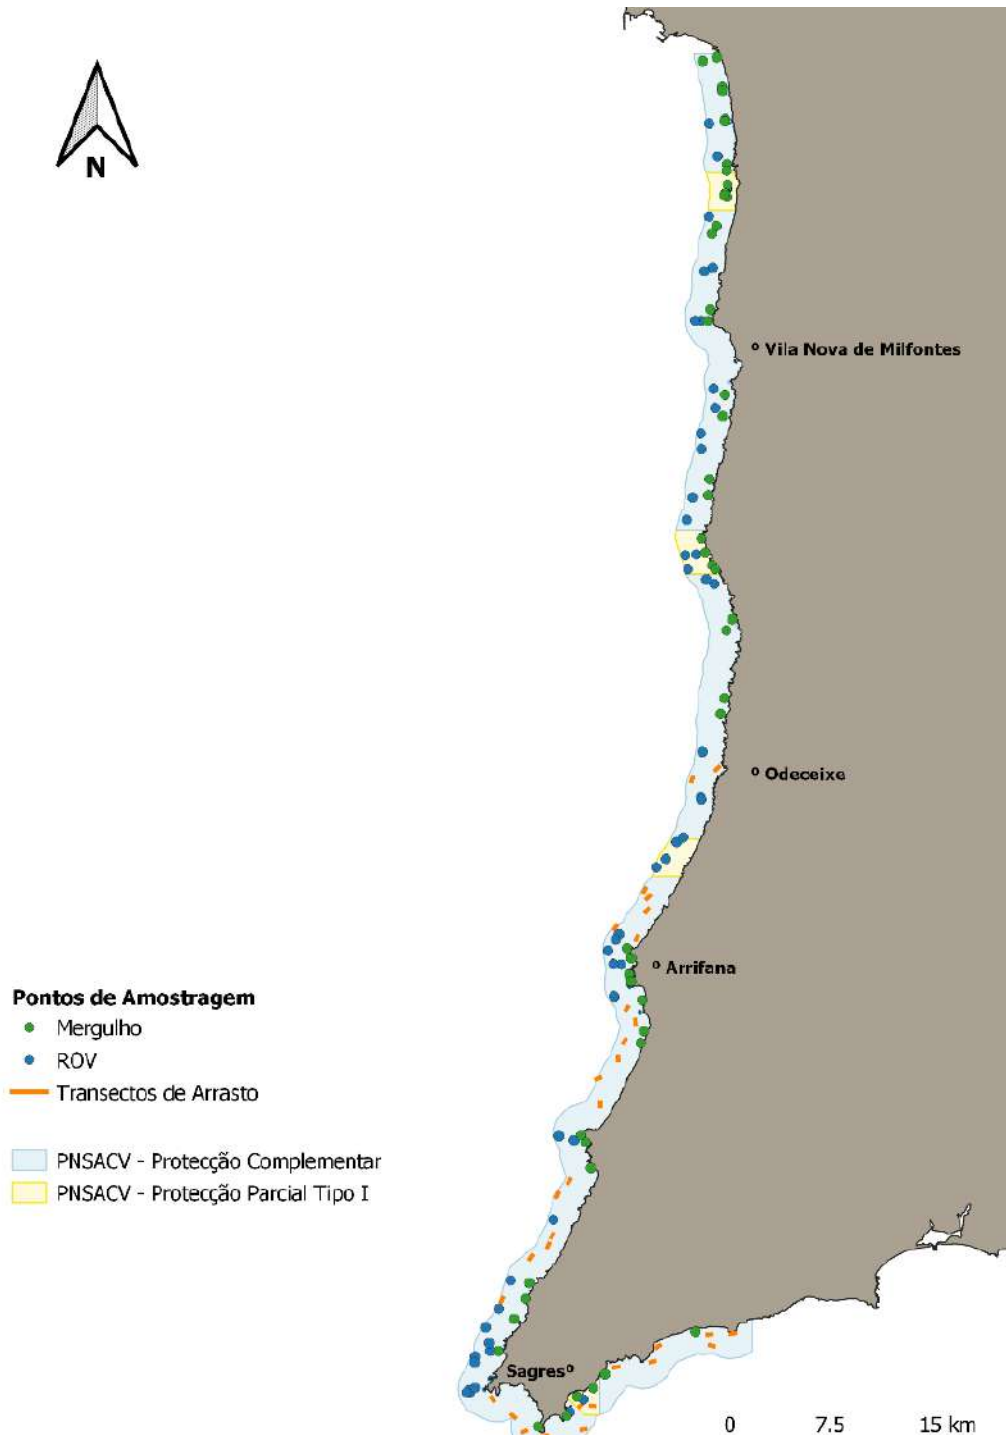 N
º Vila Nova de Milfontes
º Odeceixe
º Arrifana
Pontos de Amostragem
Mergulho
ROV
Transectos de Arrasto
PNSACV - Protecção Complementar
PNSACV - Protecção Parcial Tipo I
Sagresº
0 7.5 15 km